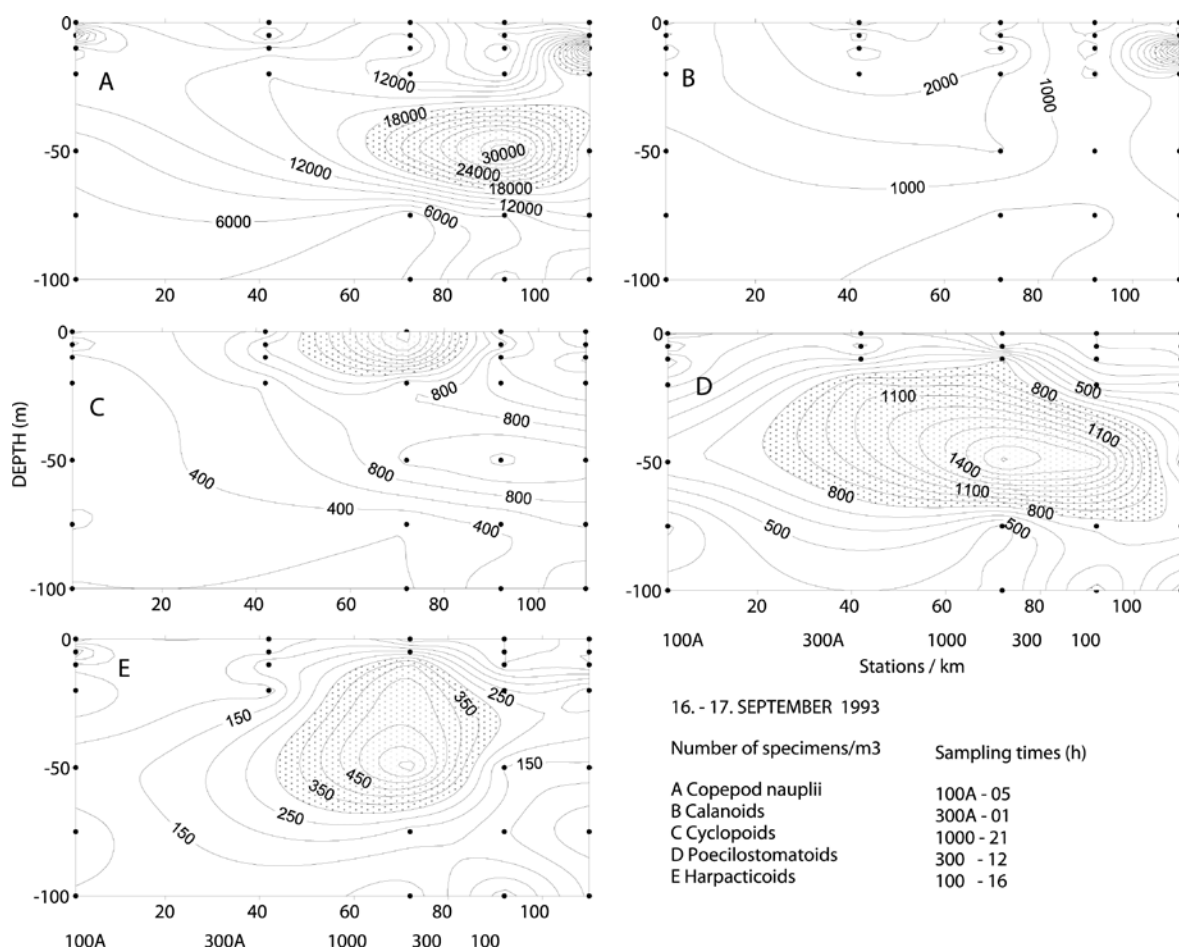 0
-50
-100
A
12000
18000
30000
24000
12000
18000
12000
6000
6000
20 40 60 80 100
0
-50
-100
B
2000
1000
1000
20 40 60 80 100
DEPTH (m)
0
-50
-100
C
800
800
400
800
800
400
400
20 40 60 80 100
0
-50
-100
D
800
500
1100
1100
1400
1100
800
800
500
500
20 40 60 80 100
100A 300A 1000 300 100
Stations / km
0
-50
-100
E
350
250
150
450
150
350
250
150
20 40 60 80 100
100A 300A 1000 300 100
16. - 17. SEPTEMBER 1993
Number of specimens/m3 Sampling times (h)
A Copepod nauplii 100A - 05
B Calanoids 300A - 01
C Cyclopoids 1000 - 21
D Poecilostomatoids 300 - 12
E Harpacticoids 100 - 16